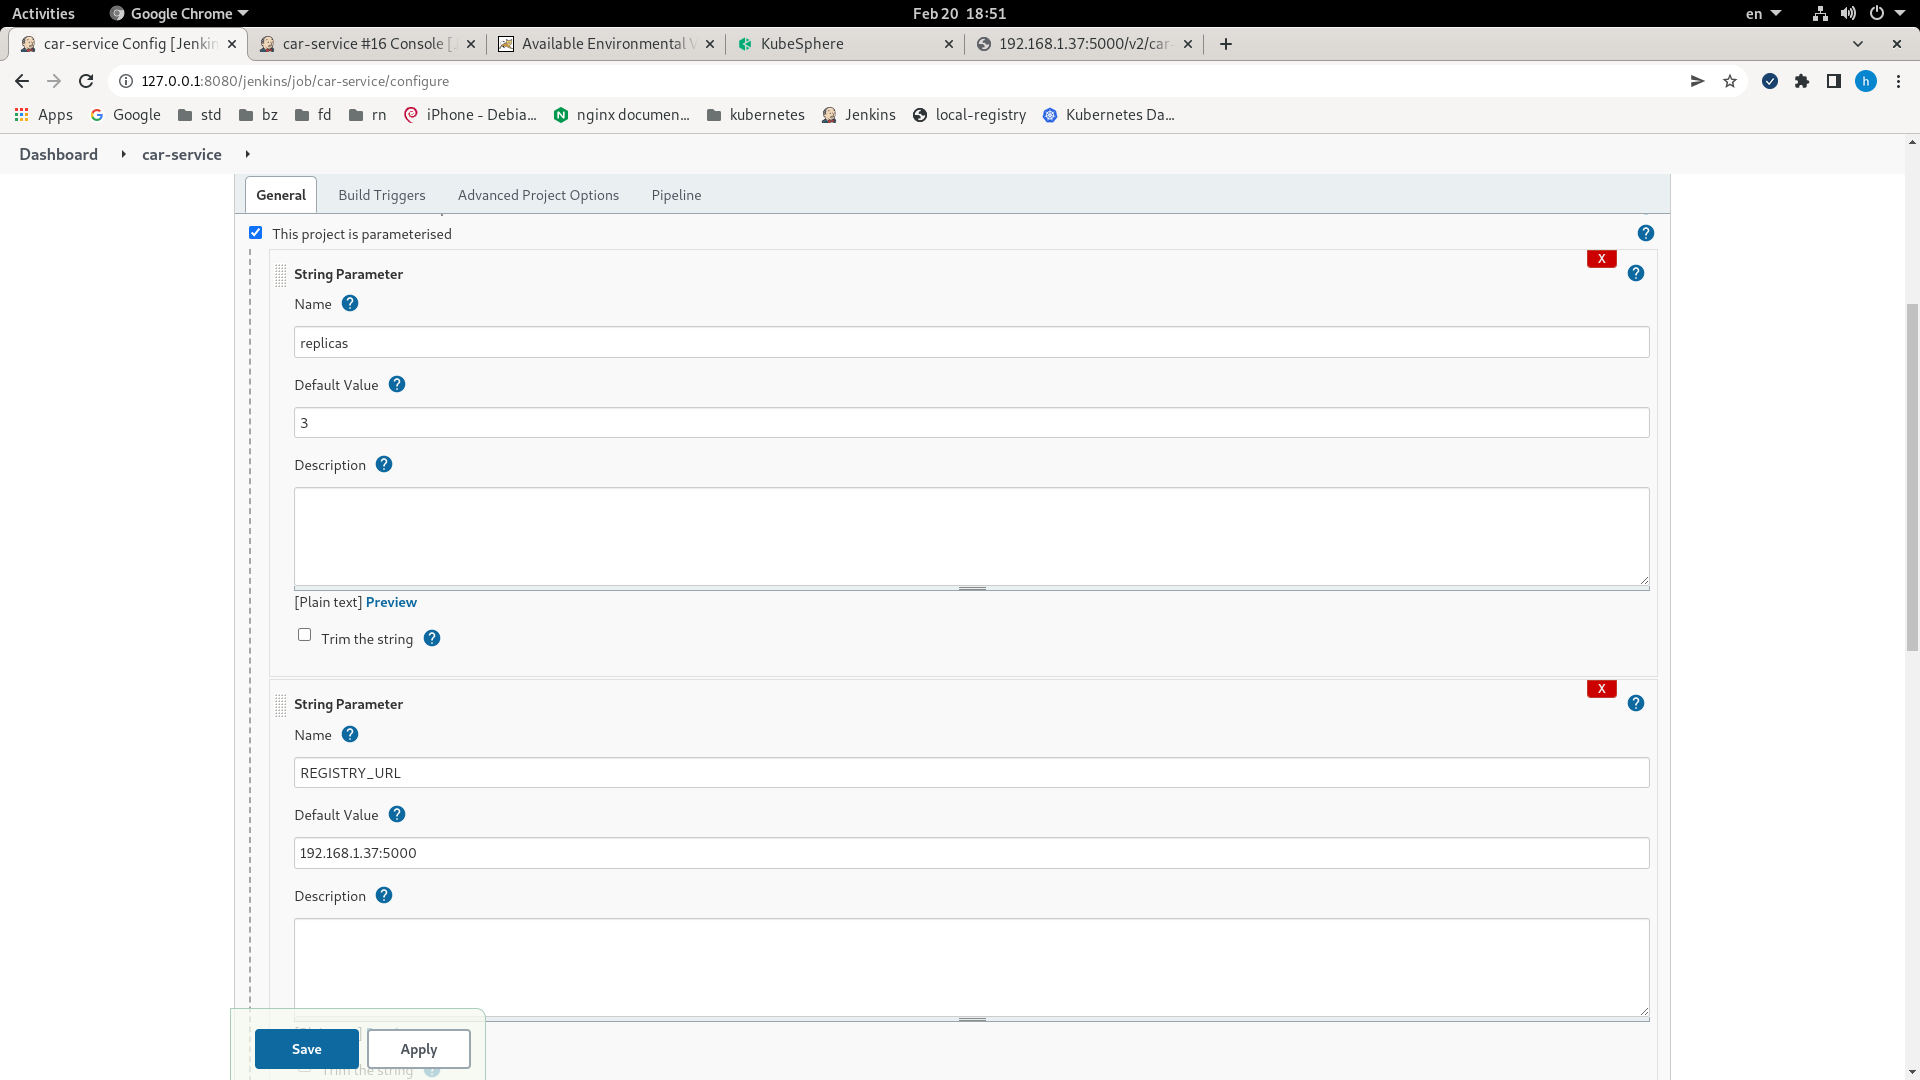 Activities Google Chrome Feb 20 18:51 en
car-service Config [Jenkin car-service #16 Console [J Available Environmental V KubeSphere 192.168.1.37:5000/v2/car-
127.0.0.1:8080/jenkins/job/car-service/configure h
Apps Google std bz fd rn iPhone - Debia... nginx documen... kubernetes Jenkins local-registry Kubernetes Da...
Dashboard car-service
General Build Triggers Advanced Project Options Pipeline
This project is parameterised ?
X
String Parameter ?
Name ?
replicas
Default Value ?
3
Description ?
[Plain text] Preview
Trim the string ?
X
String Parameter ?
Name ?
REGISTRY_URL
Default Value ?
192.168.1.37:5000
Description ?
Save Apply
Trim the string